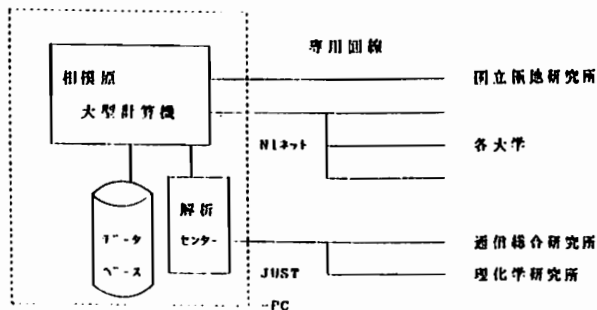 専用回線
相模原
大型計算機
国立極地研究所
N1ネット
各大学
解析
センター
データ
ベース
通信総合研究所
JUST
理化学研究所
-PC